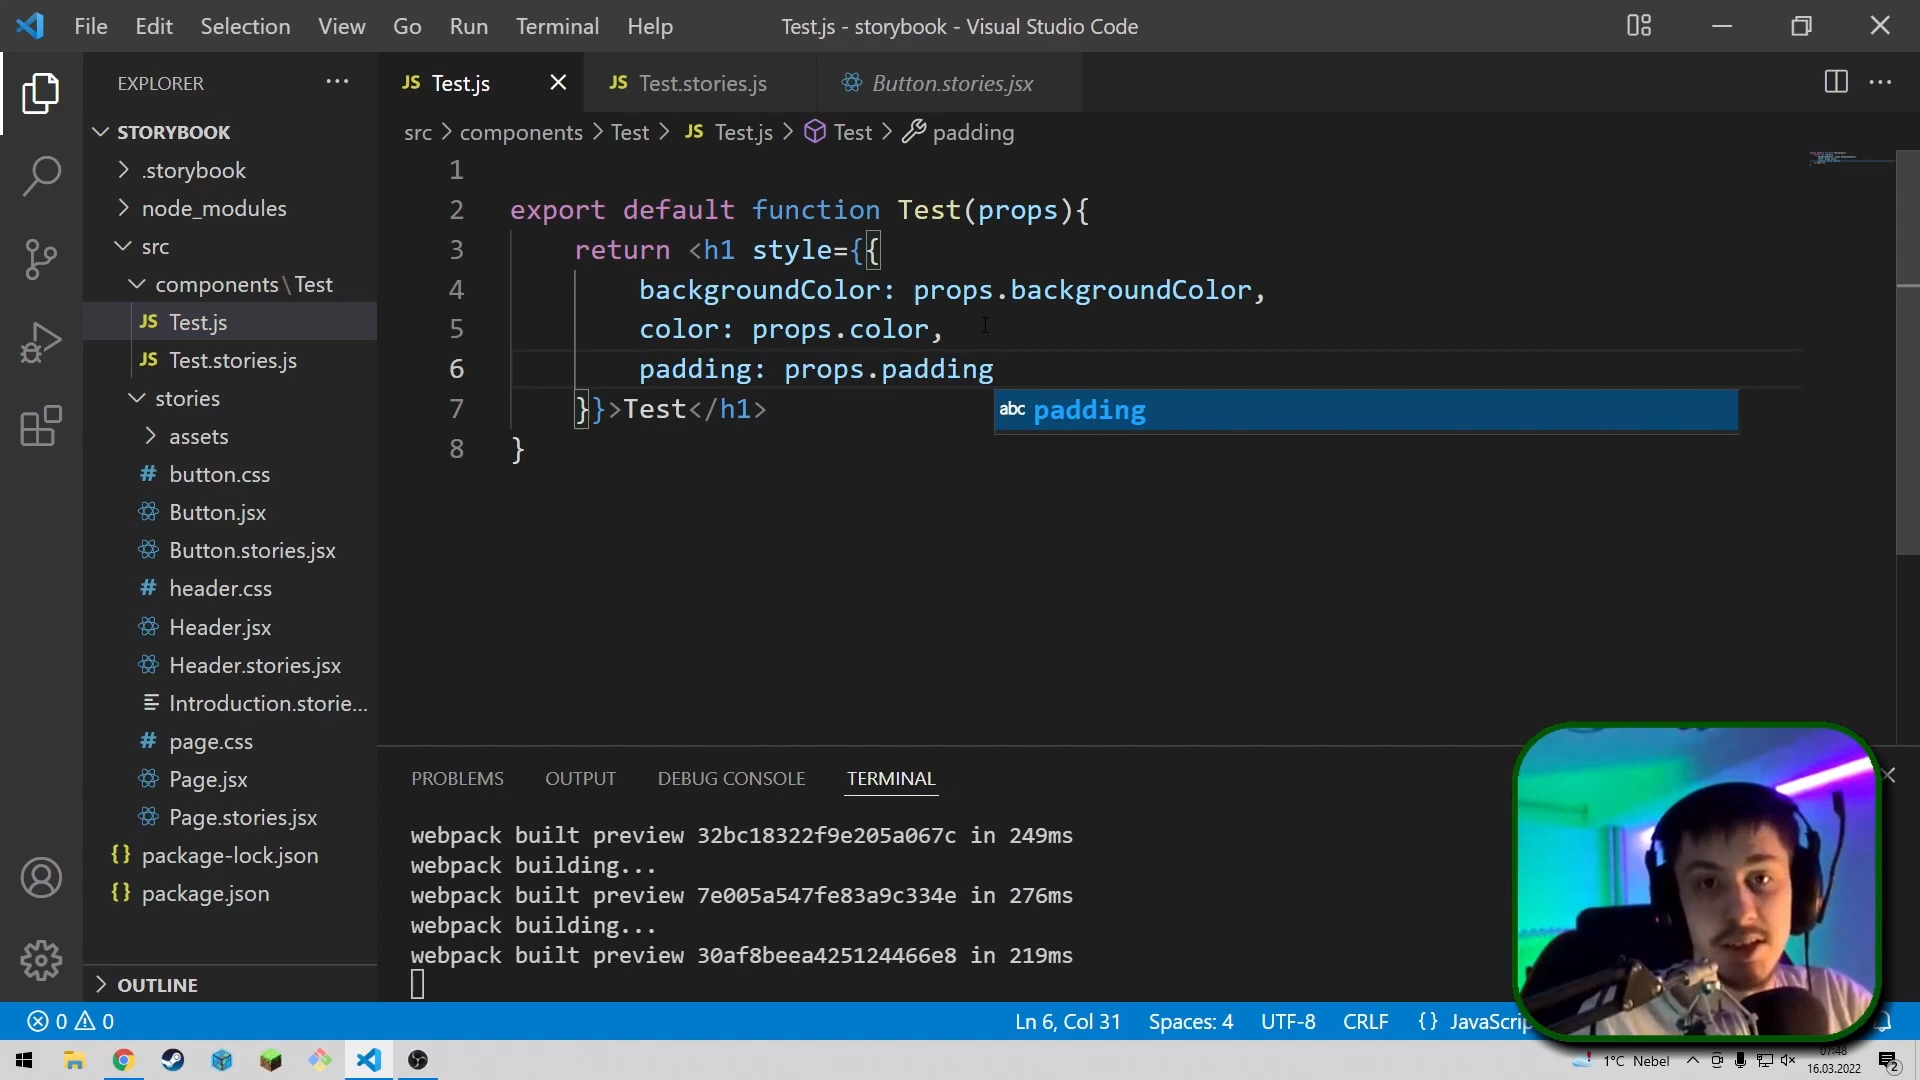 File Edit Selection View Go Run Terminal Help
Test.js - storybook - Visual Studio Code
EXPLORER
STORYBOOK
.storybook
node_modules
src
components\Test
JS Test.js
JS Test.stories.js
stories
assets
# button.css
Button.jsx
Button.stories.jsx
# header.css
Header.jsx
Header.stories.jsx
Introduction.storie...
# page.css
Page.jsx
Page.stories.jsx
{} package-lock.json
{} package.json
OUTLINE
JS Test.js
JS Test.stories.js
Button.stories.jsx
src > components > Test > JS Test.js > Test > padding
1
2 export default function Test(props){
3 return <h1 style={{
4 backgroundColor: props.backgroundColor,
5 color: props.color,
6 padding: props.padding
abc padding
7 }}>Test</h1>
8 }
PROBLEMS OUTPUT DEBUG CONSOLE TERMINAL
webpack built preview 32bc18322f9e205a067c in 249ms
webpack building...
webpack built preview 7e005a547fe83a9c334e in 276ms
webpack building...
webpack built preview 30af8beea425124466e8 in 219ms
0 0
Ln 6, Col 31 Spaces: 4 UTF-8 CRLF {} JavaScrip
1°C Nebel
07:48
16.03.2022
2